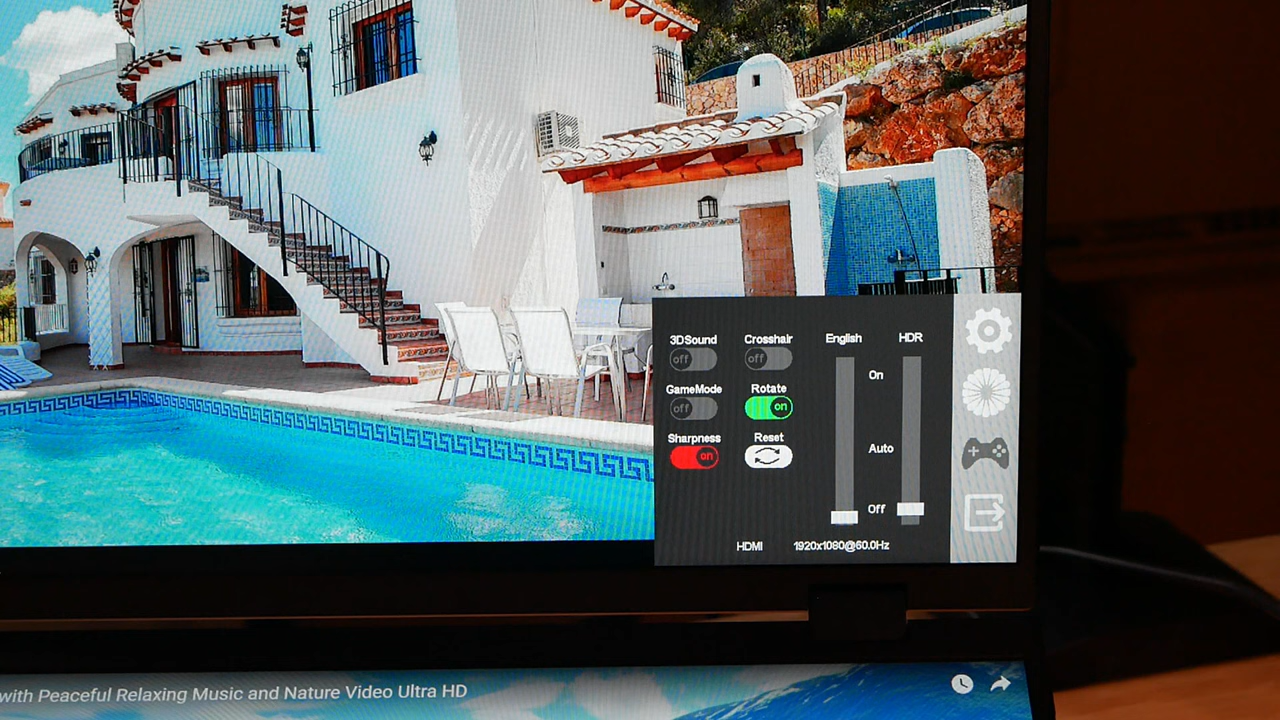 3DSound Crosshair English HDR
off off On
GameMode Rotate
off on
Sharpness Reset Auto
on
Off
HDMI 1920x1080@60.0Hz
with Peaceful Relaxing Music and Nature Video Ultra HD